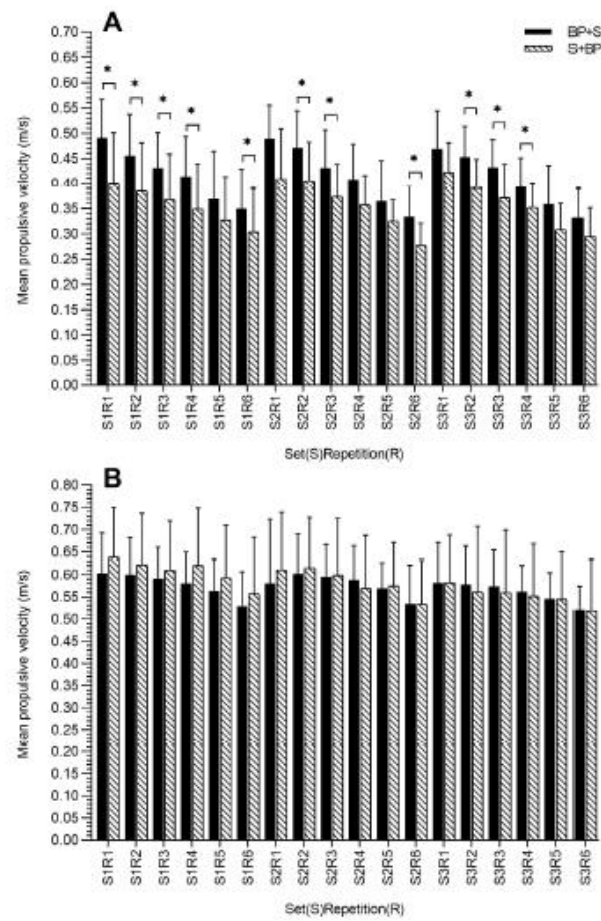 A
BP+S
S+BP
0.70
0.65
0.60
0.55
0.50
0.45
0.40
0.35
0.30
0.25
0.20
0.15
0.10
0.05
0.00
Mean propulsive velocity (m/s)
* * * * * * * * * * *
S1R1 S1R2 S1R3 S1R4 S1R5 S1R6 S2R1 S2R2 S2R3 S2R4 S2R5 S2R6 S3R1 S3R2 S3R3 S3R4 S3R5 S3R6
Set(S)Repetition(R)
B
0.80
0.75
0.70
0.65
0.60
0.55
0.50
0.45
0.40
0.35
0.30
0.25
0.20
0.15
0.10
0.05
0.00
Mean propulsive velocity (m/s)
S1R1 S1R2 S1R3 S1R4 S1R5 S1R6 S2R1 S2R2 S2R3 S2R4 S2R5 S2R6 S3R1 S3R2 S3R3 S3R4 S3R5 S3R6
Set(S)Repetition(R)